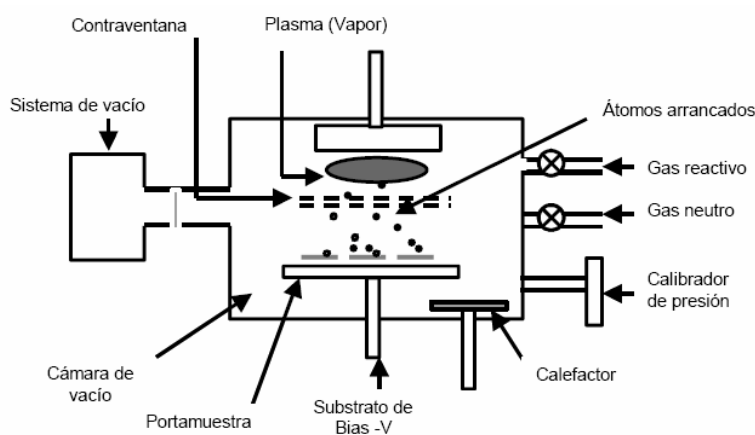 Contraventana
Plasma (Vapor)
Sistema de vacío
Átomos arrancados
Gas reactivo
Gas neutro
Calibrador
de presión
Cámara de
vacío
Portamuestra
Substrato de
Bias -V
Calefactor